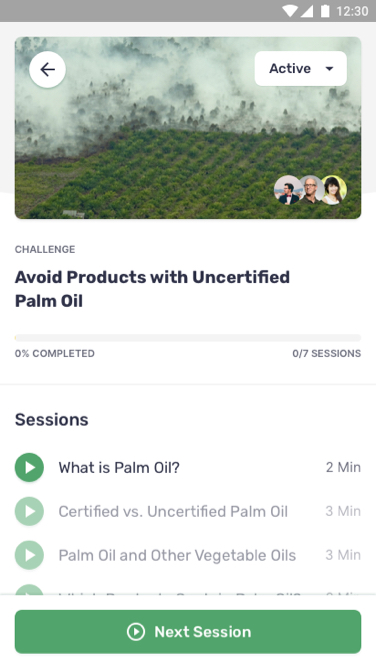 12:30
Active
CHALLENGE
Avoid Products with Uncertified
Palm Oil
0% COMPLETED
0/7 SESSIONS
Sessions
What is Palm Oil?
2 Min
Certified vs. Uncertified Palm Oil
3 Min
Palm Oil and Other Vegetable Oils
3 Min
Next Session